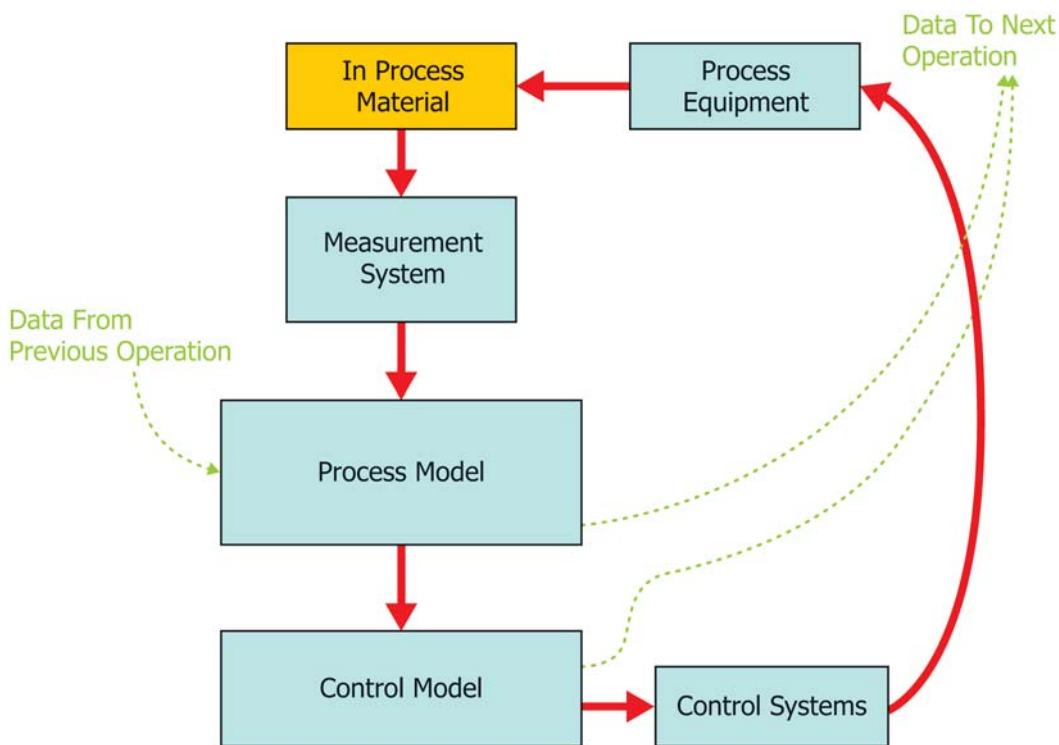 Data To Next
Operation
In Process
Material
Process
Equipment
Measurement
System
Data From
Previous Operation
Process Model
Control Model
Control Systems